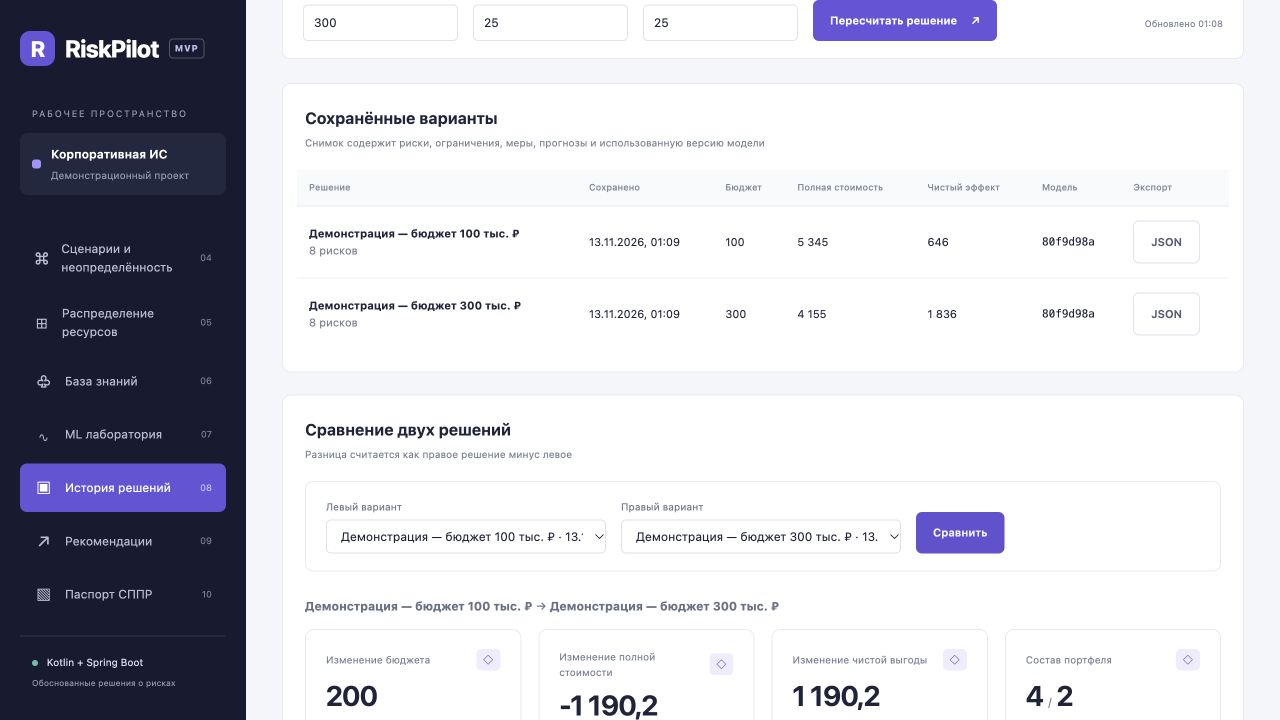 R RiskPilot MVP
РАБОЧЕЕ ПРОСТРАНСТВО
Корпоративная ИС
Демонстрационный проект
Сценарии и
неопределённость 04
Распределение
ресурсов 05
База знаний 06
ML лаборатория 07
История решений 08
Рекомендации 09
Паспорт СППР 10
Kotlin + Spring Boot
Обоснованные решения о рисках
300 25 25 Пересчитать решение Обновлено 01:08
Сохранённые варианты
Снимок содержит риски, ограничения, меры, прогнозы и использованную версию модели
Решение Сохранено Бюджет Полная стоимость Чистый эффект Модель Экспорт
Демонстрация — бюджет 100 тыс. ₽
8 рисков
13.11.2026, 01:09 100 5 345 646 80f9d98a JSON
Демонстрация — бюджет 300 тыс. ₽
8 рисков
13.11.2026, 01:09 300 4 155 1 836 80f9d98a JSON
Сравнение двух решений
Разница считается как правое решение минус левое
Левый вариант Правый вариант
Демонстрация — бюджет 100 тыс. ₽ · 13. Демонстрация — бюджет 300 тыс. ₽ · 13. Сравнить
Демонстрация — бюджет 100 тыс. ₽ → Демонстрация — бюджет 300 тыс. ₽
Изменение бюджета
200
Изменение полной
стоимости
-1 190,2
Изменение чистой выгоды
1 190,2
Состав портфеля
4 / 2